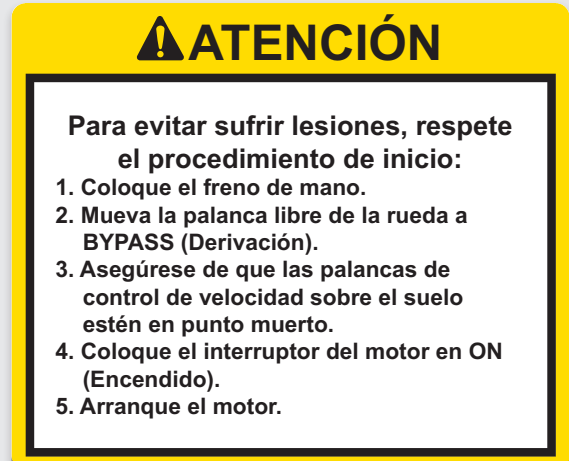 ATENCIÓN
Para evitar sufrir lesiones, respete
el procedimiento de inicio:
1. Coloque el freno de mano.
2. Mueva la palanca libre de la rueda a
BYPASS (Derivación).
3. Asegúrese de que las palancas de
control de velocidad sobre el suelo
estén en punto muerto.
4. Coloque el interruptor del motor en ON
(Encendido).
5. Arranque el motor.